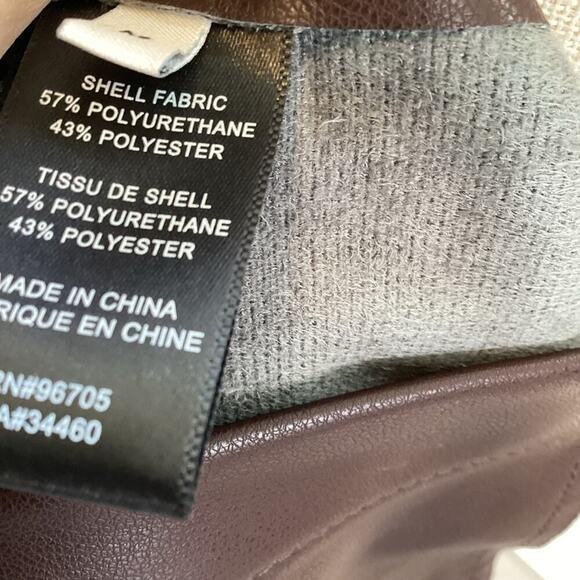 SHELL FABRIC
57% POLYURETHANE
43% POLYESTER
TISSU DE SHELL
57% POLYURETHANE
43% POLYESTER
MADE IN CHINA
RIQUE EN CHINE
RN#96705
A#34460